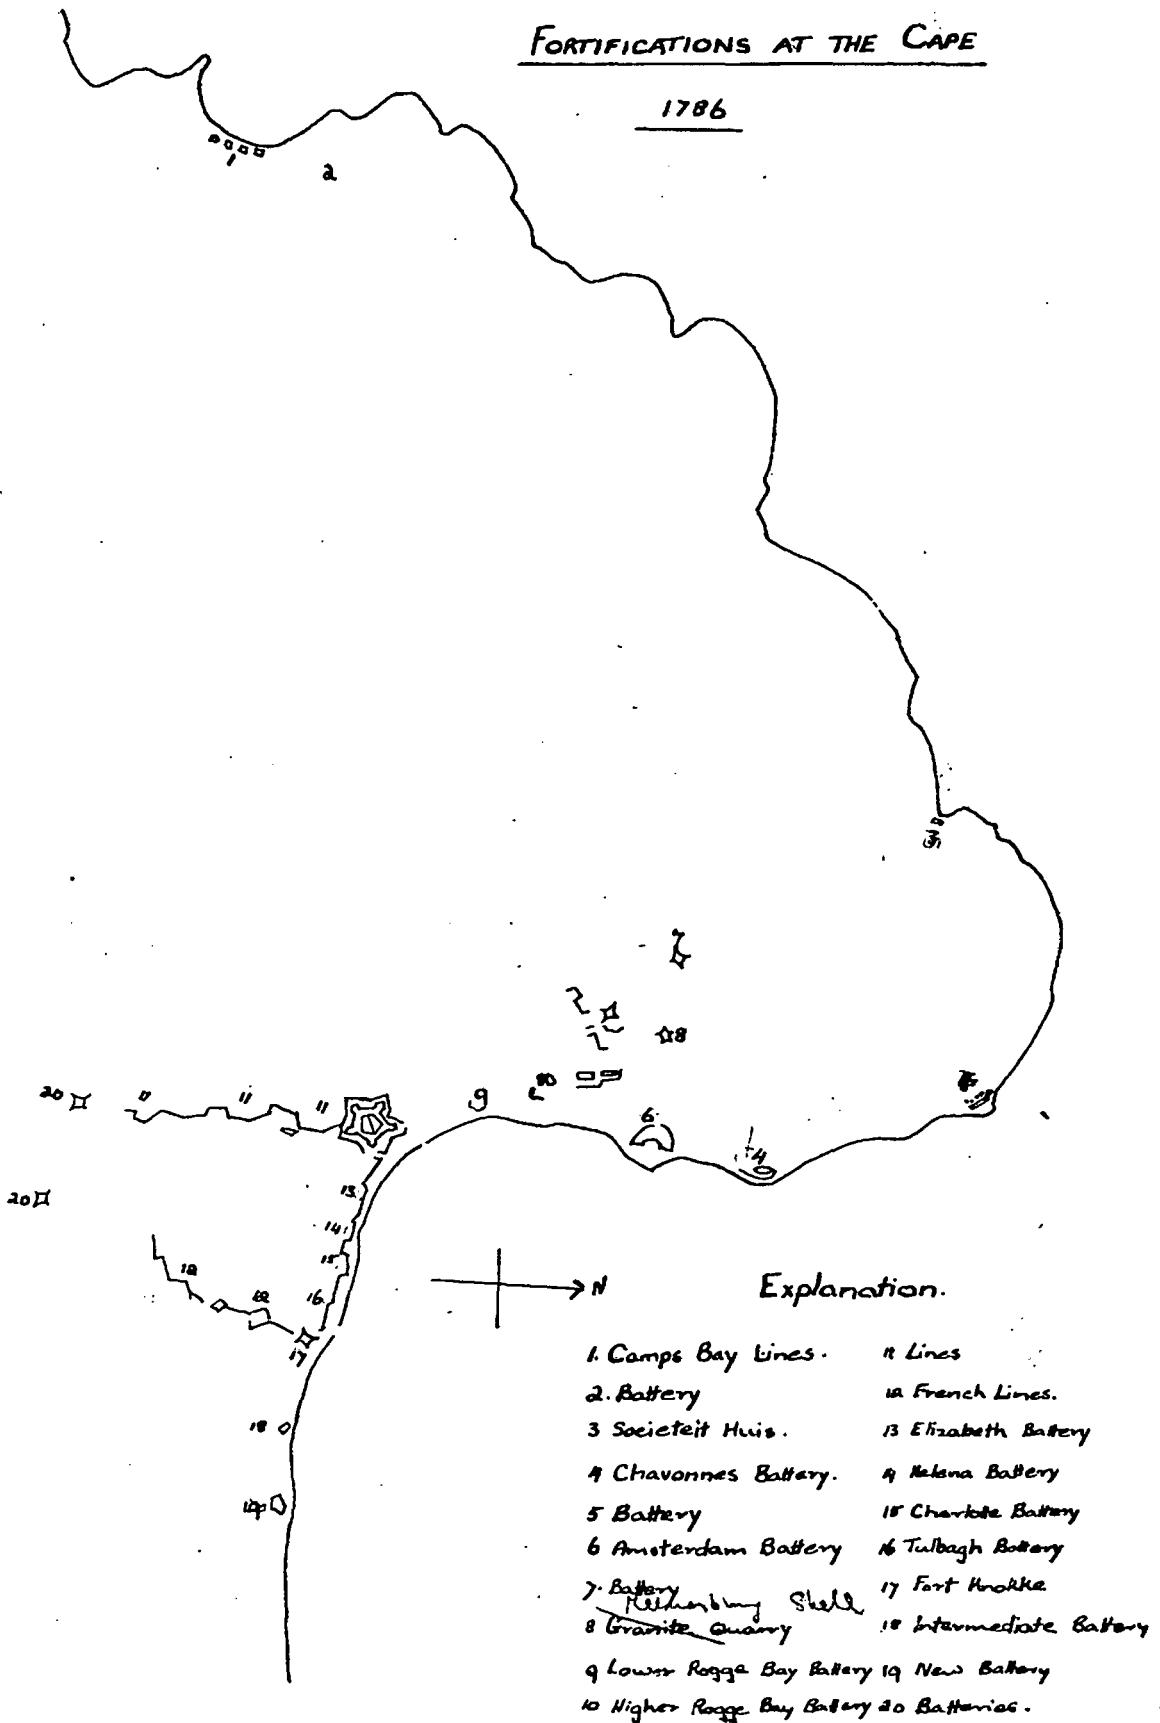 FORTIFICATIONS AT THE CAPE
1786
1
2
3
7
8
20
11
11
11
9
10
6
4
20
13
14
15
12
12
16
17
N
18
19
Explanation.
1. Camps Bay Lines.
2. Battery
3 Societeit Huis.
4 Chavonnes Battery.
5 Battery
6 Amsterdam Battery
7. Battery
Shell
8 Granite Quarry
9 Lower Rogge Bay Battery
10 Higher Rogge Bay Battery
11 Lines
12 French Lines.
13 Elizabeth Battery
14 Helena Battery
15 Charlotte Battery
16 Tulbagh Battery
17 Fort Knokke
18 Intermediate Battery
19 New Battery
20 Batteries.